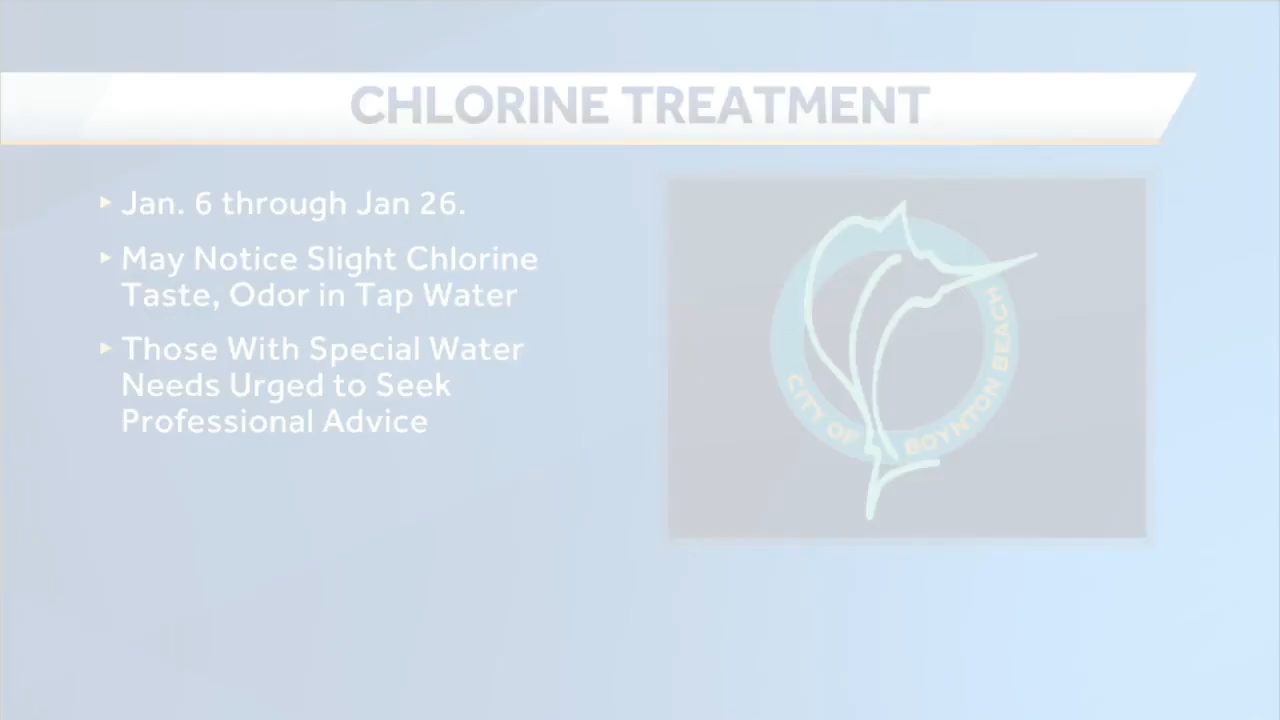 CHLORINE TREATMENT
Jan. 6 through Jan 26.
May Notice Slight Chlorine
Taste, Odor in Tap Water
Those With Special Water
Needs Urged to Seek
Professional Advice
CITY OF BOYNTON BEACH